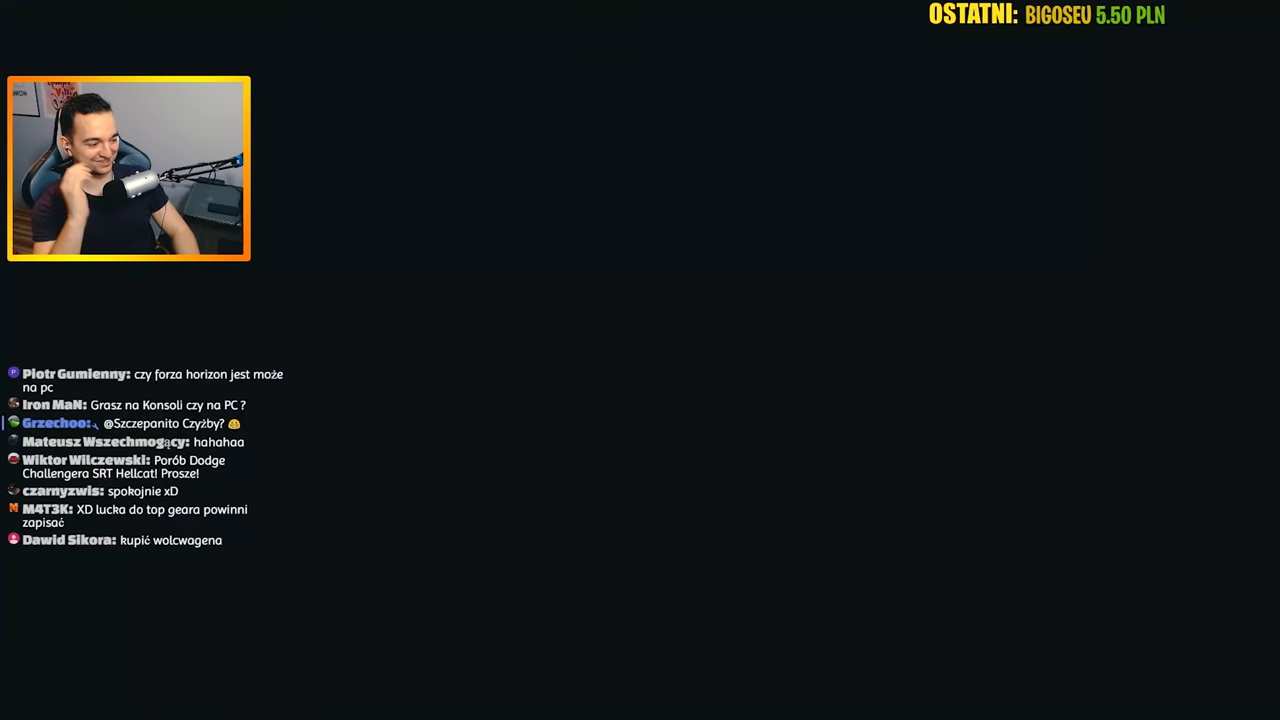 OSTATNI: BIGOSEU 5.50 PLN
Piotr Gumienny: czy forza horizon jest może
na pc
Iron MaN: Grasz na Konsoli czy na PC ?
Grzechoo: @Szczepanito Czyżby?
Mateusz Wszechmogący: hahahaa
Wiktor Wilczewski: Porób Dodge
Challengera SRT Hellcat! Prosze!
czarnyzwis: spokojnie xD
M4T3K: XD lucka do top geara powinni
zapisać
Dawid Sikora: kupić wolcwagena